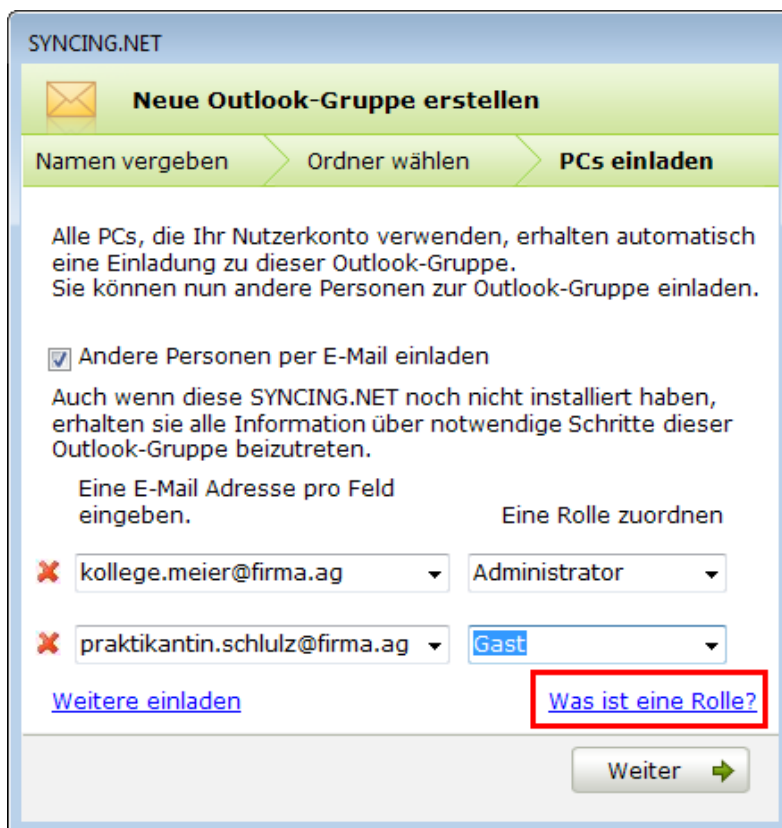 SYNCING.NET
Neue Outlook-Gruppe erstellen
Namen vergeben Ordner wählen PCs einladen
Alle PCs, die Ihr Nutzerkonto verwenden, erhalten automatisch
eine Einladung zu dieser Outlook-Gruppe.
Sie können nun andere Personen zur Outlook-Gruppe einladen.
Andere Personen per E-Mail einladen
Auch wenn diese SYNCING.NET noch nicht installiert haben,
erhalten sie alle Information über notwendige Schritte dieser
Outlook-Gruppe beizutreten.
Eine E-Mail Adresse pro Feld
eingeben. Eine Rolle zuordnen
kollege.meier@firma.ag Administrator
praktikantin.schlulz@firma.ag Gast
Weitere einladen Was ist eine Rolle?
Weiter